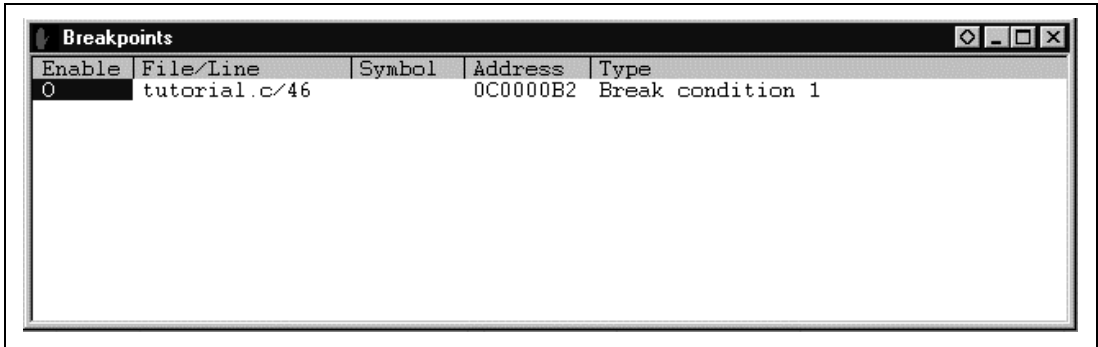 Breakpoints
Enable File/Line Symbol Address Type
O tutorial.c/46 0C0000B2 Break condition 1